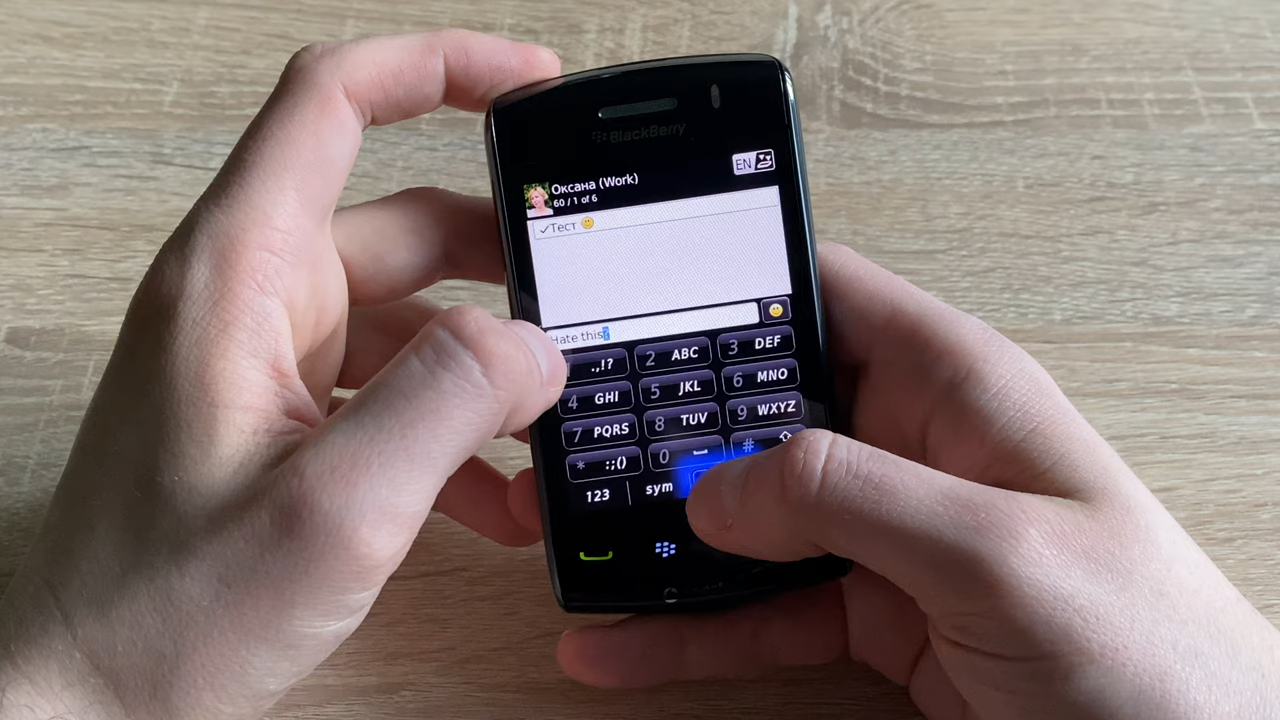 BlackBerry
EN
Оксана (Work)
60 / 1 of 6
✓Тест
Hate this?
.,!?
2 ABC
3 DEF
4 GHI
5 JKL
6 MNO
7 PQRS
8 TUV
9 WXYZ
* :;()
0
#
123
sym